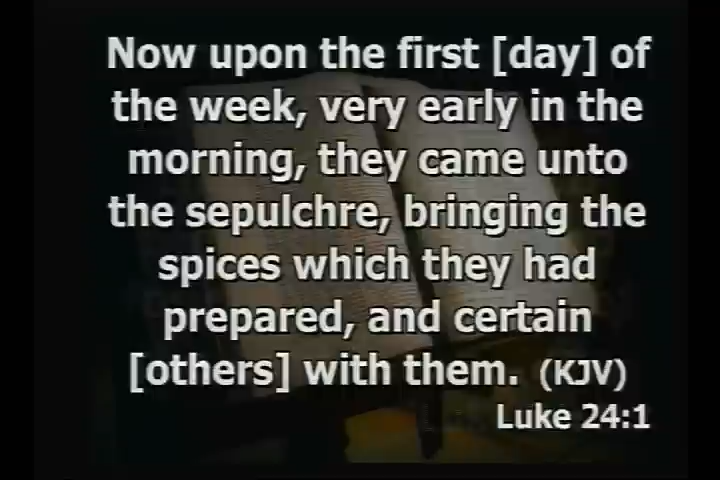 Now upon the first [day] of
the week, very early in the
morning, they came unto
the sepulchre, bringing the
spices which they had
prepared, and certain
[others] with them. (KJV)
Luke 24:1